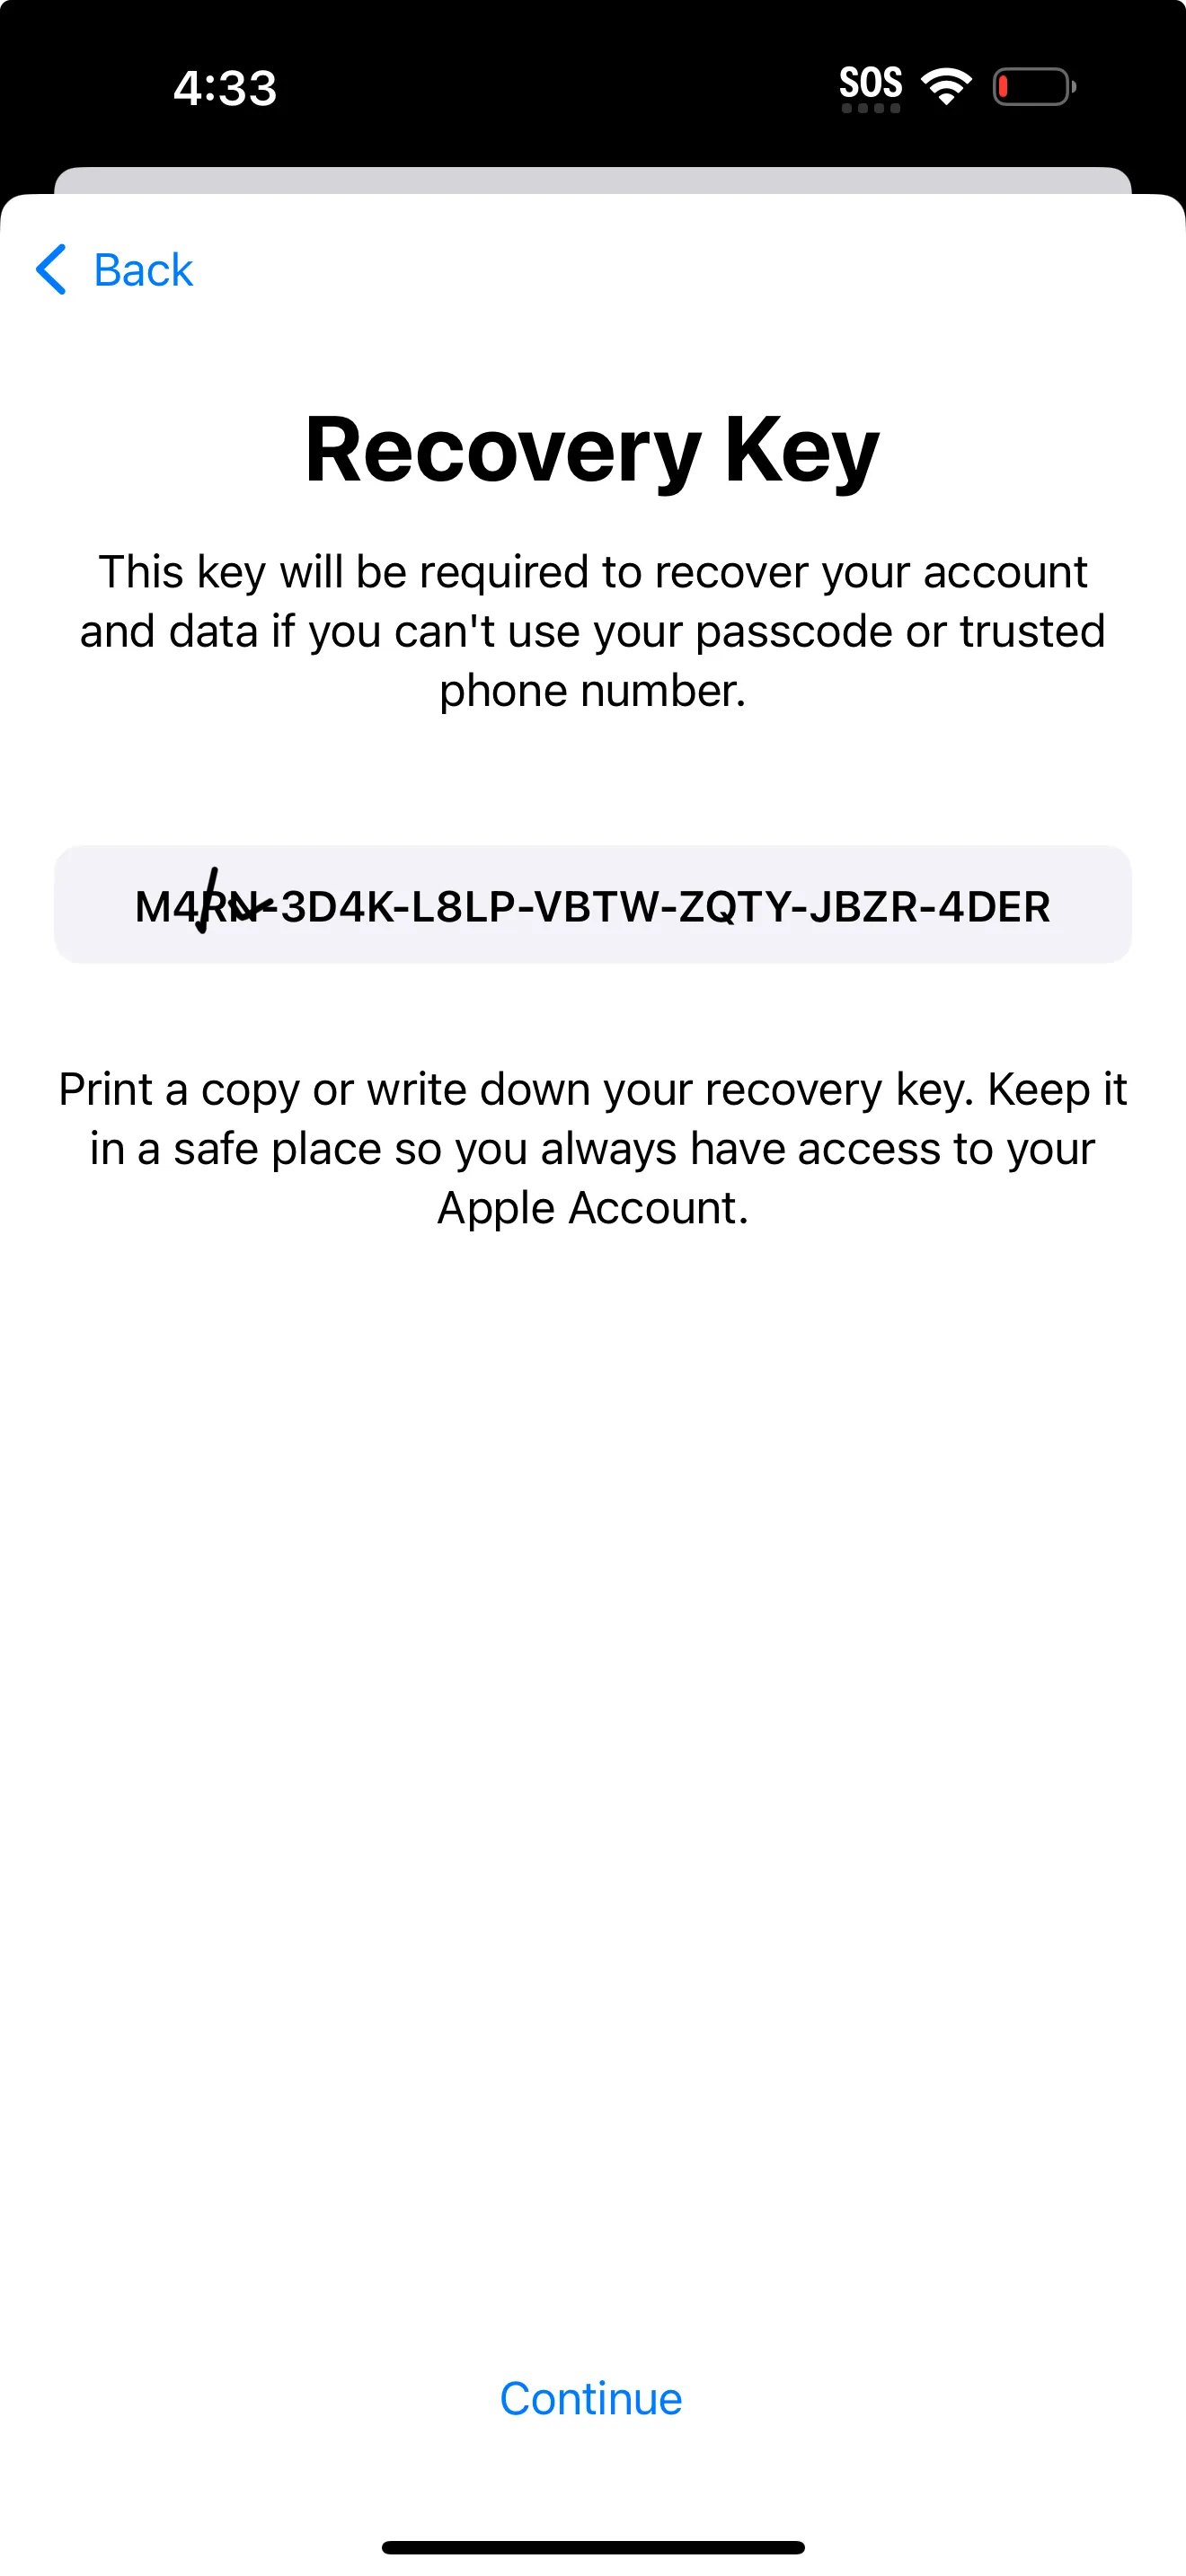 4:33
SOS
Back
Recovery Key
This key will be required to recover your account
and data if you can't use your passcode or trusted
phone number.
M4RN-3D4K-L8LP-VBTW-ZQTY-JBZR-4DER
Print a copy or write down your recovery key. Keep it
in a safe place so you always have access to your
Apple Account.
Continue